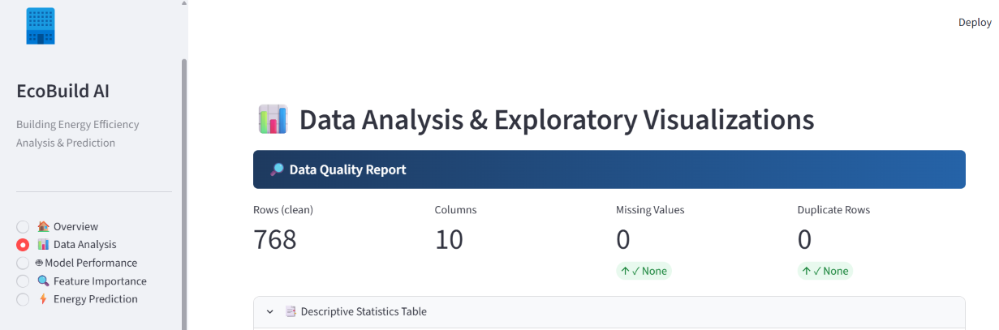 Deploy
EcoBuild AI
Building Energy Efficiency
Analysis & Prediction
Overview
Data Analysis
Model Performance
Feature Importance
Energy Prediction
Data Analysis & Exploratory Visualizations
Data Quality Report
Rows (clean)
768
Columns
10
Missing Values
0
↑ ✓ None
Duplicate Rows
0
↑ ✓ None
Descriptive Statistics Table